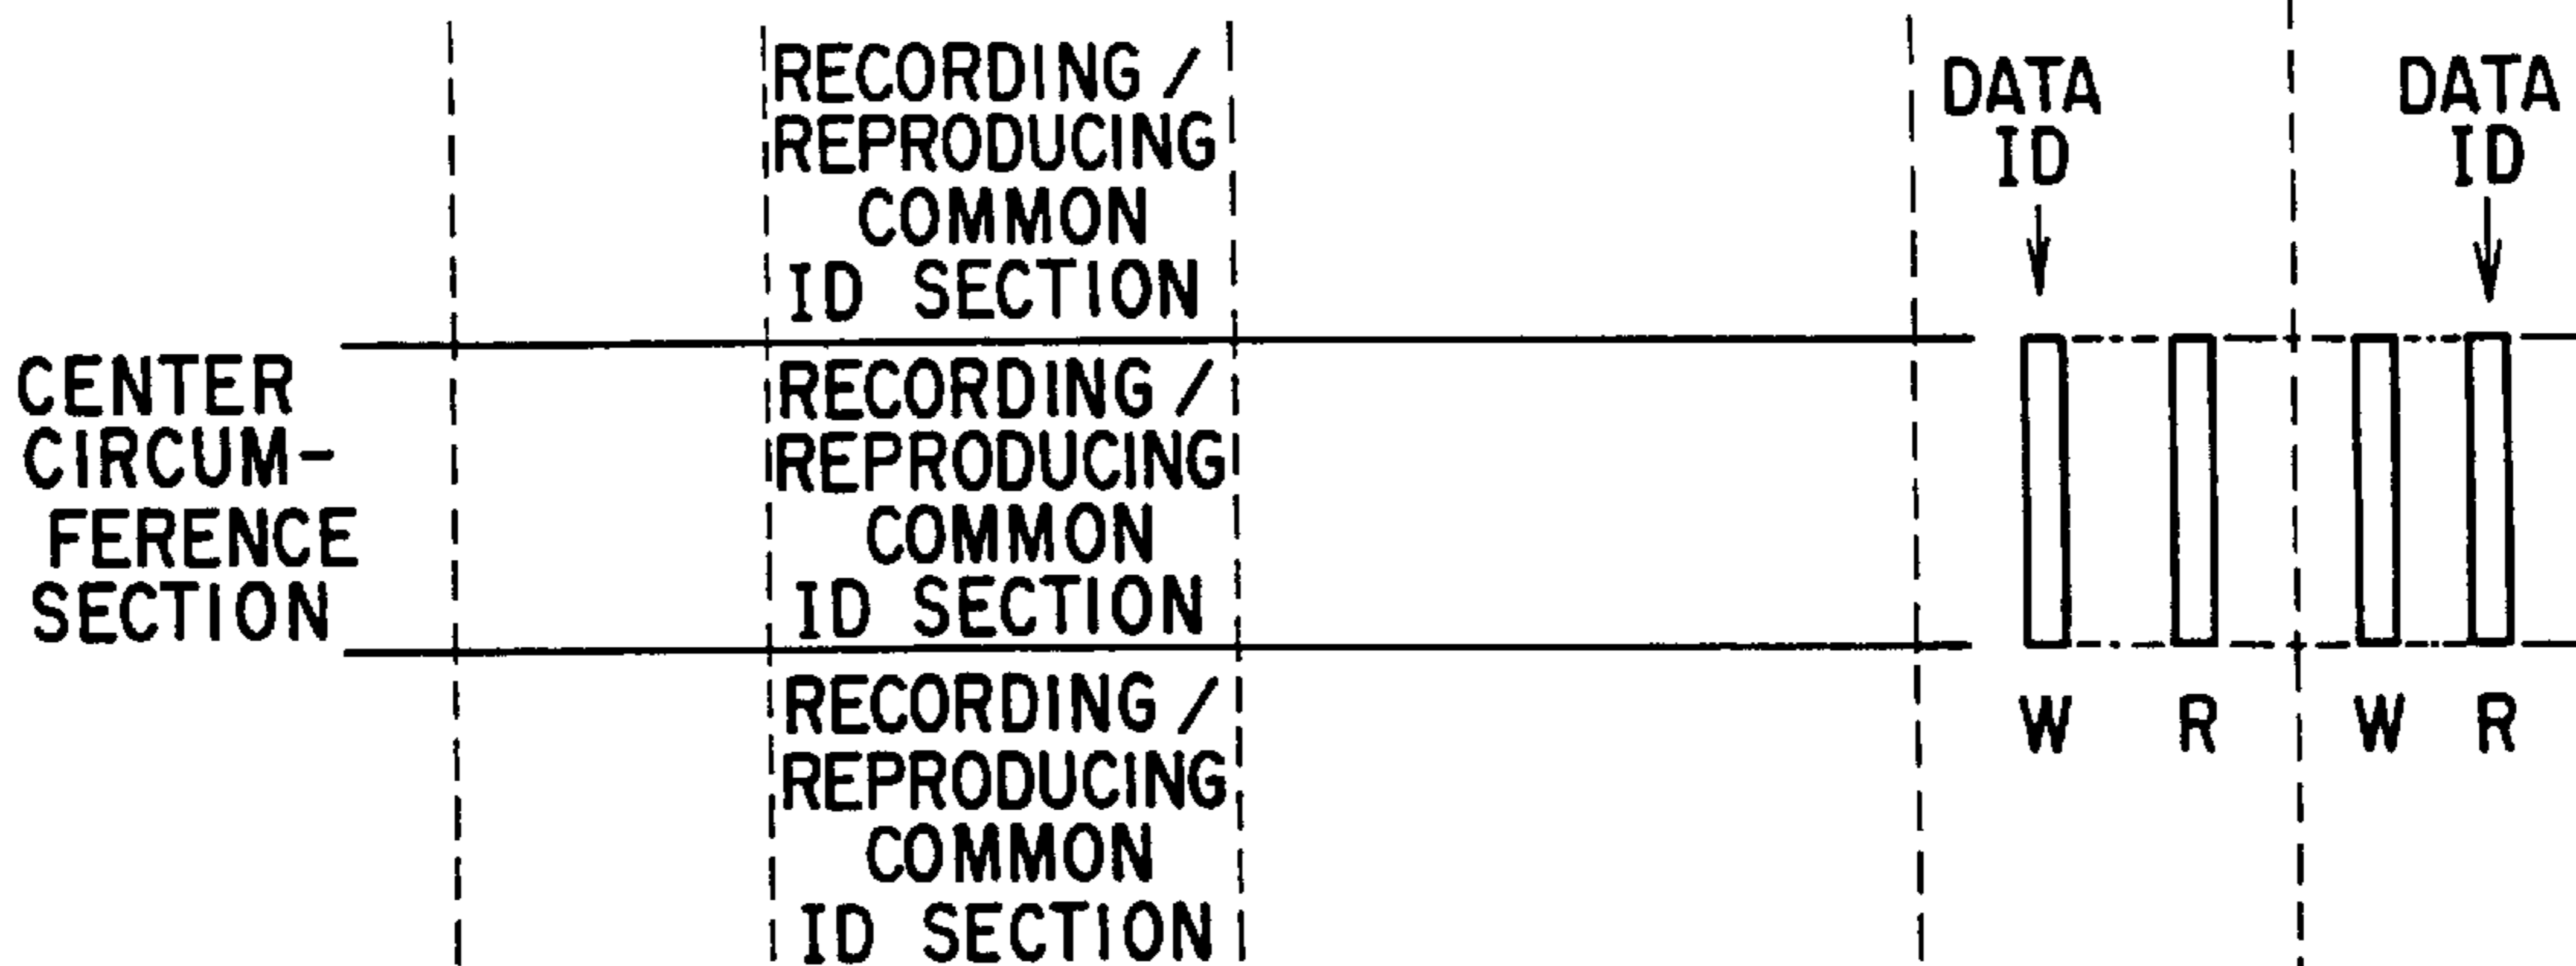 RECORDING /
REPRODUCING
COMMON
ID SECTION
DATA
ID
DATA
ID
CENTER
CIRCUM-
FERENCE
SECTION
RECORDING /
REPRODUCING
COMMON
ID SECTION
RECORDING /
REPRODUCING
COMMON
ID SECTION
W R W R